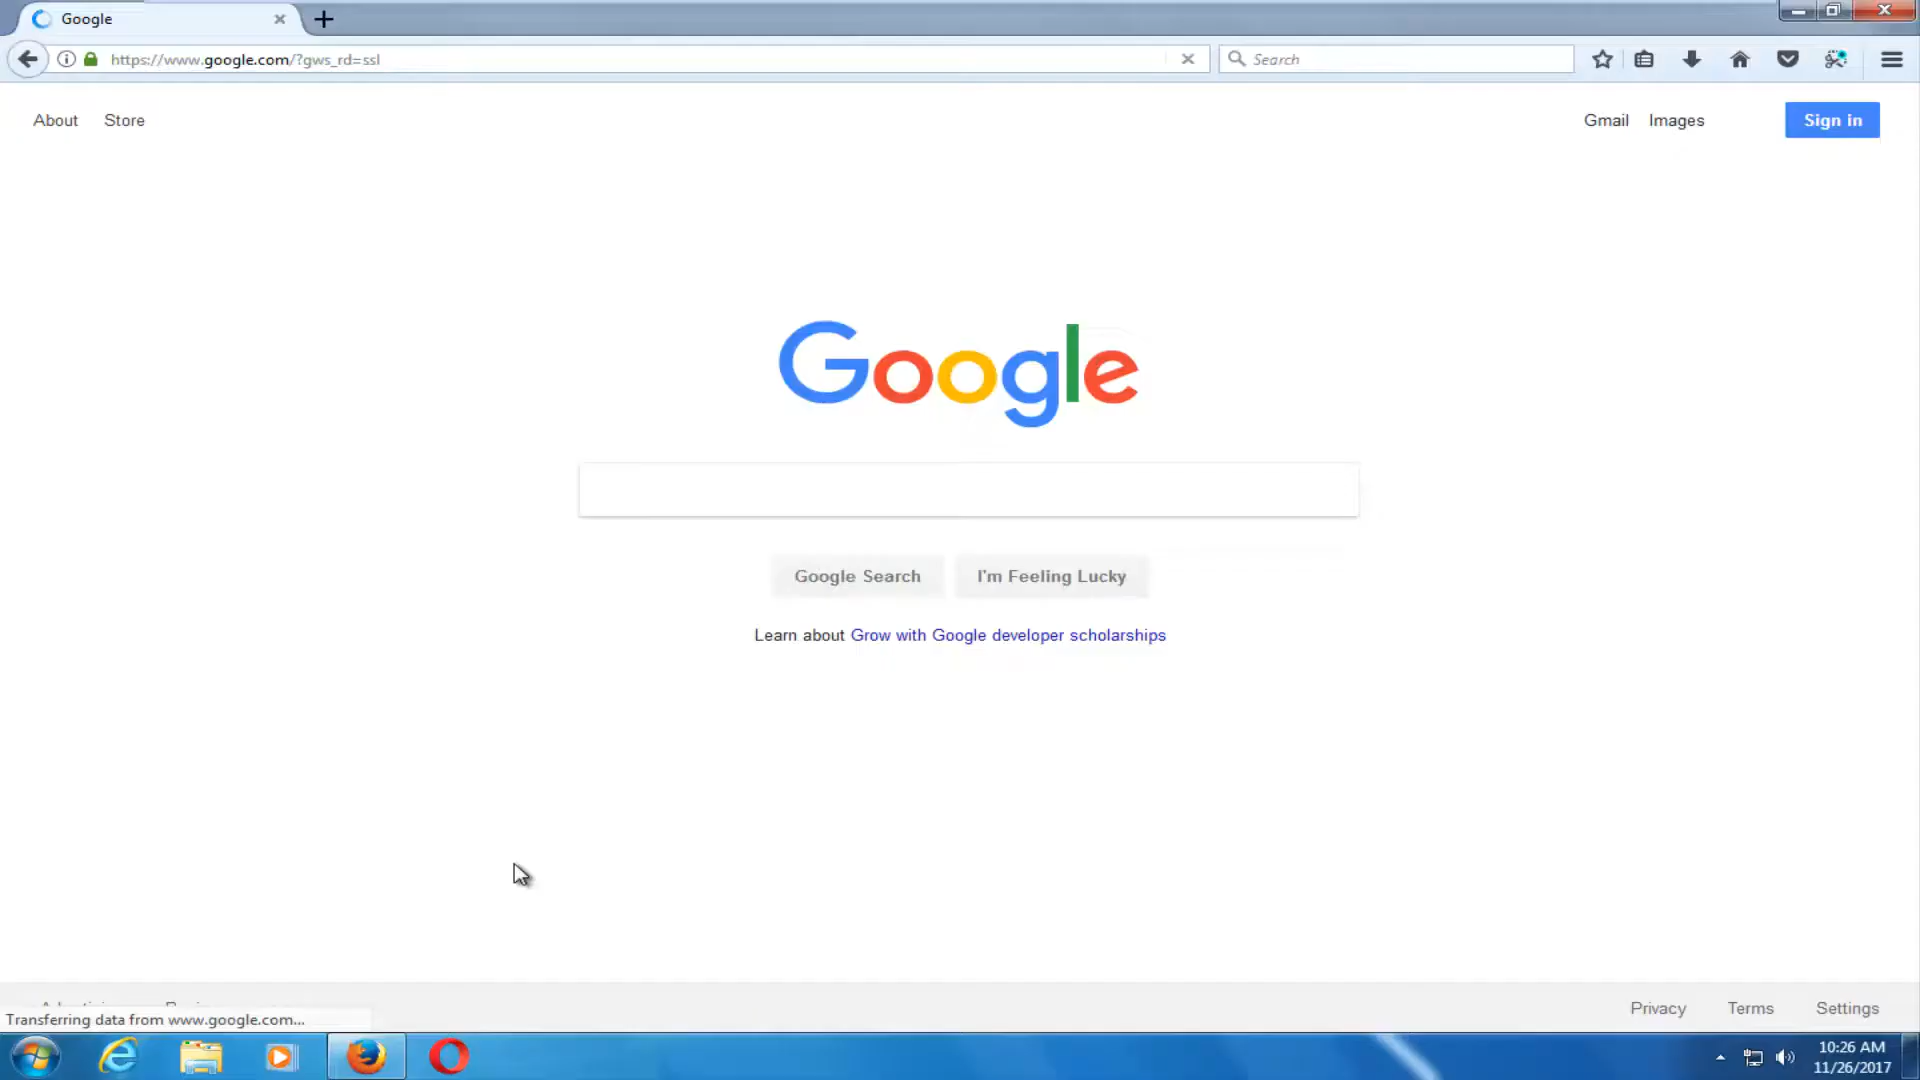 Google
https://www.google.com/?gws_rd=ssl
Search
About Store
Gmail Images Sign in
Google
Google Search I'm Feeling Lucky
Learn about Grow with Google developer scholarships
Privacy Terms Settings
Transferring data from www.google.com...
10:26 AM
11/26/2017